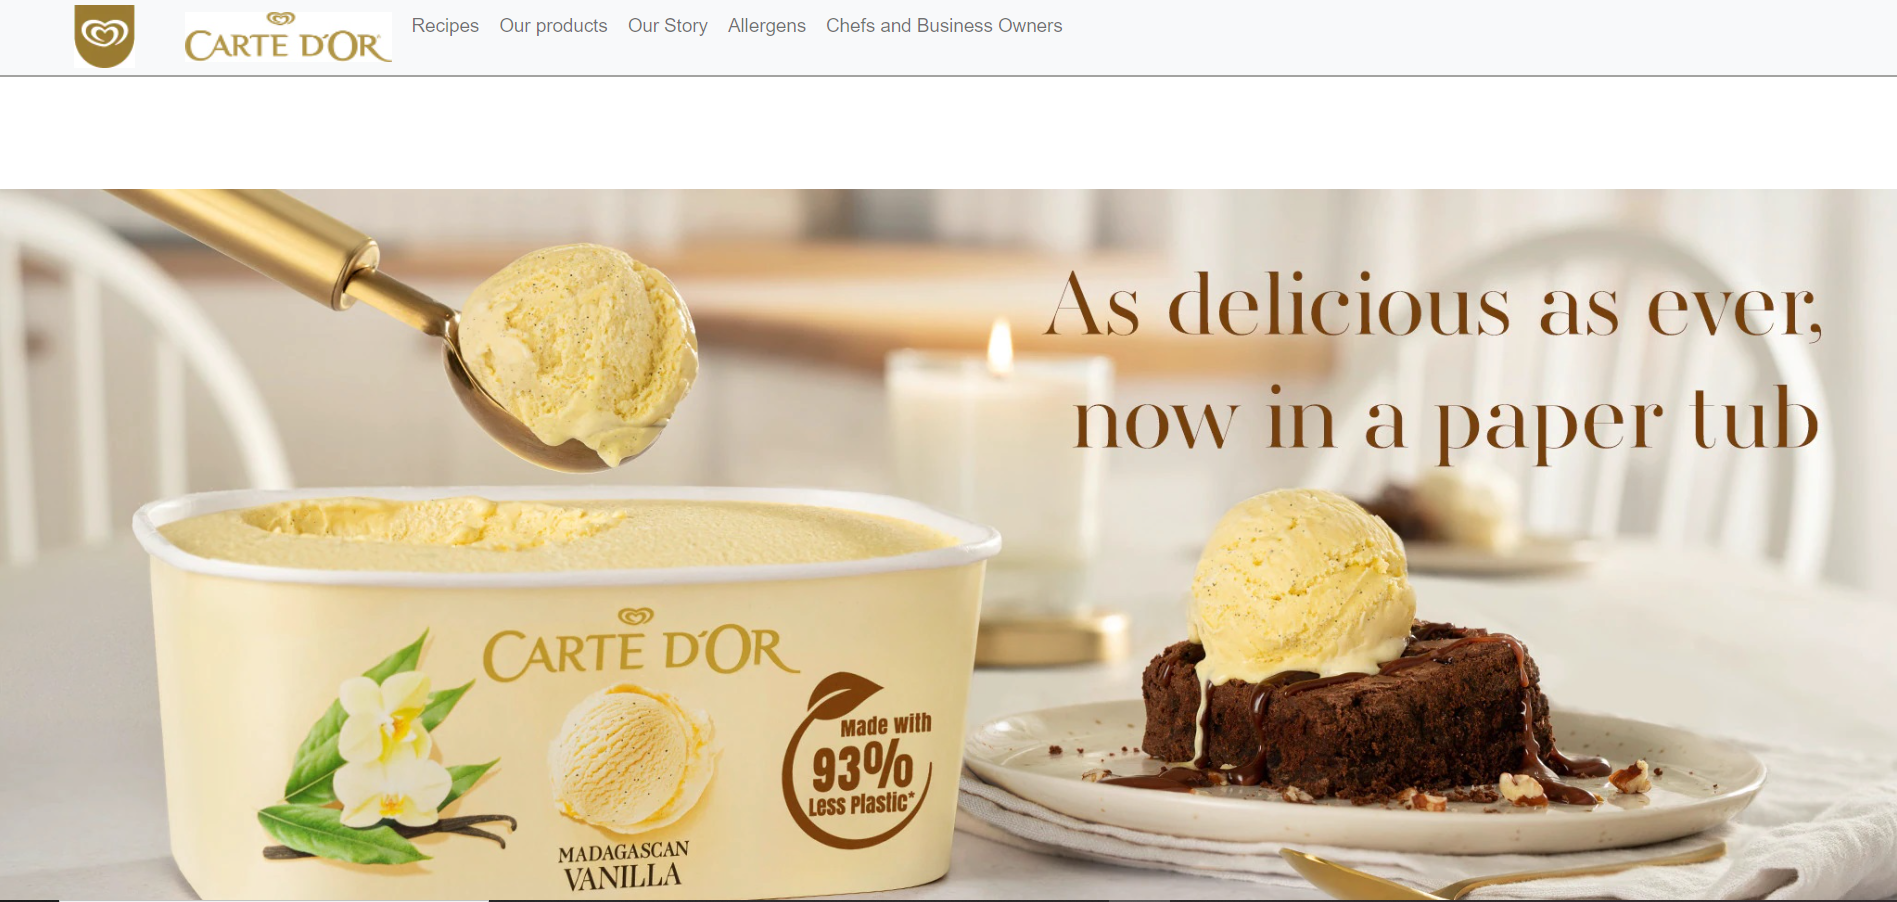 CARTE D'OR
Recipes
Our products
Our Story
Allergens
Chefs and Business Owners
As delicious as ever,
now in a paper tub
CARTE D'OR
Made with
93%
Less Plastic*
MADAGASCAN
VANILLA